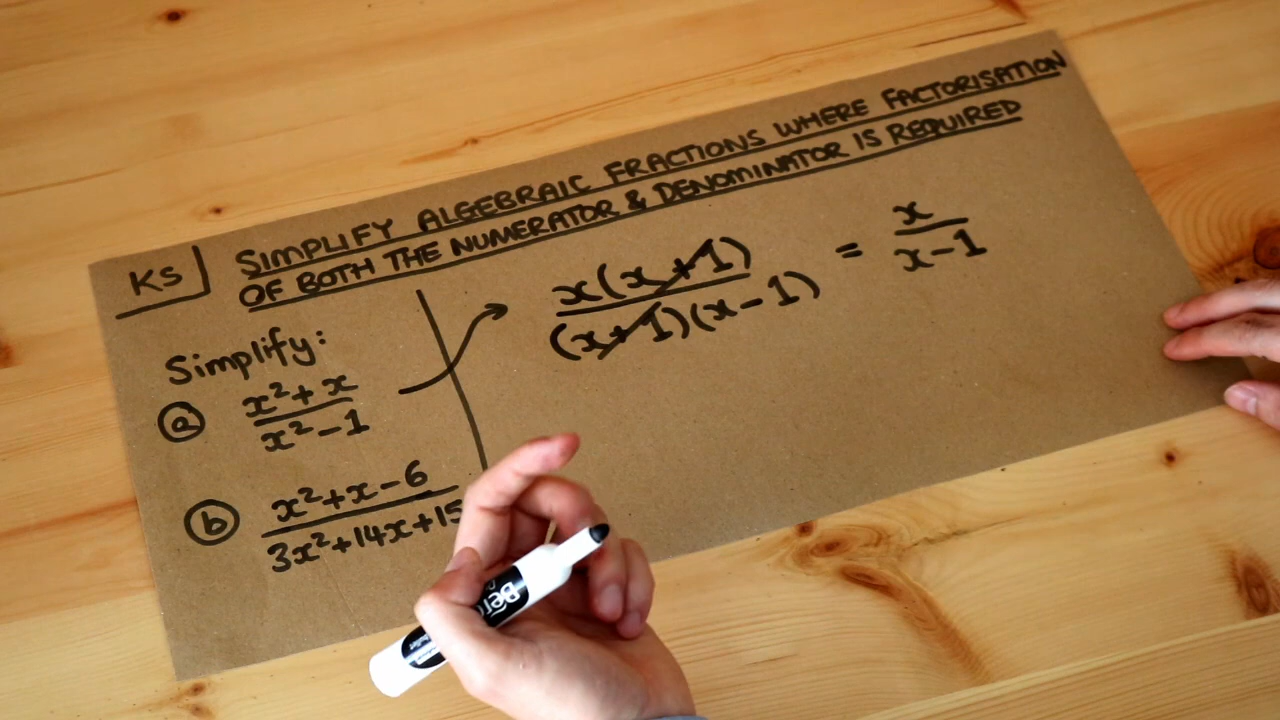 KS
SIMPLIFY ALGEBRAIC FRACTIONS WHERE FACTORISATION
OF BOTH THE NUMERATOR & DENOMINATOR IS REQUIRED
Simplify:
ⓐ x² + x
x² - 1
ⓑ x² + x - 6
3x² + 14x + 15
x(x+1)
(x+1)(x-1)
= x
x-1